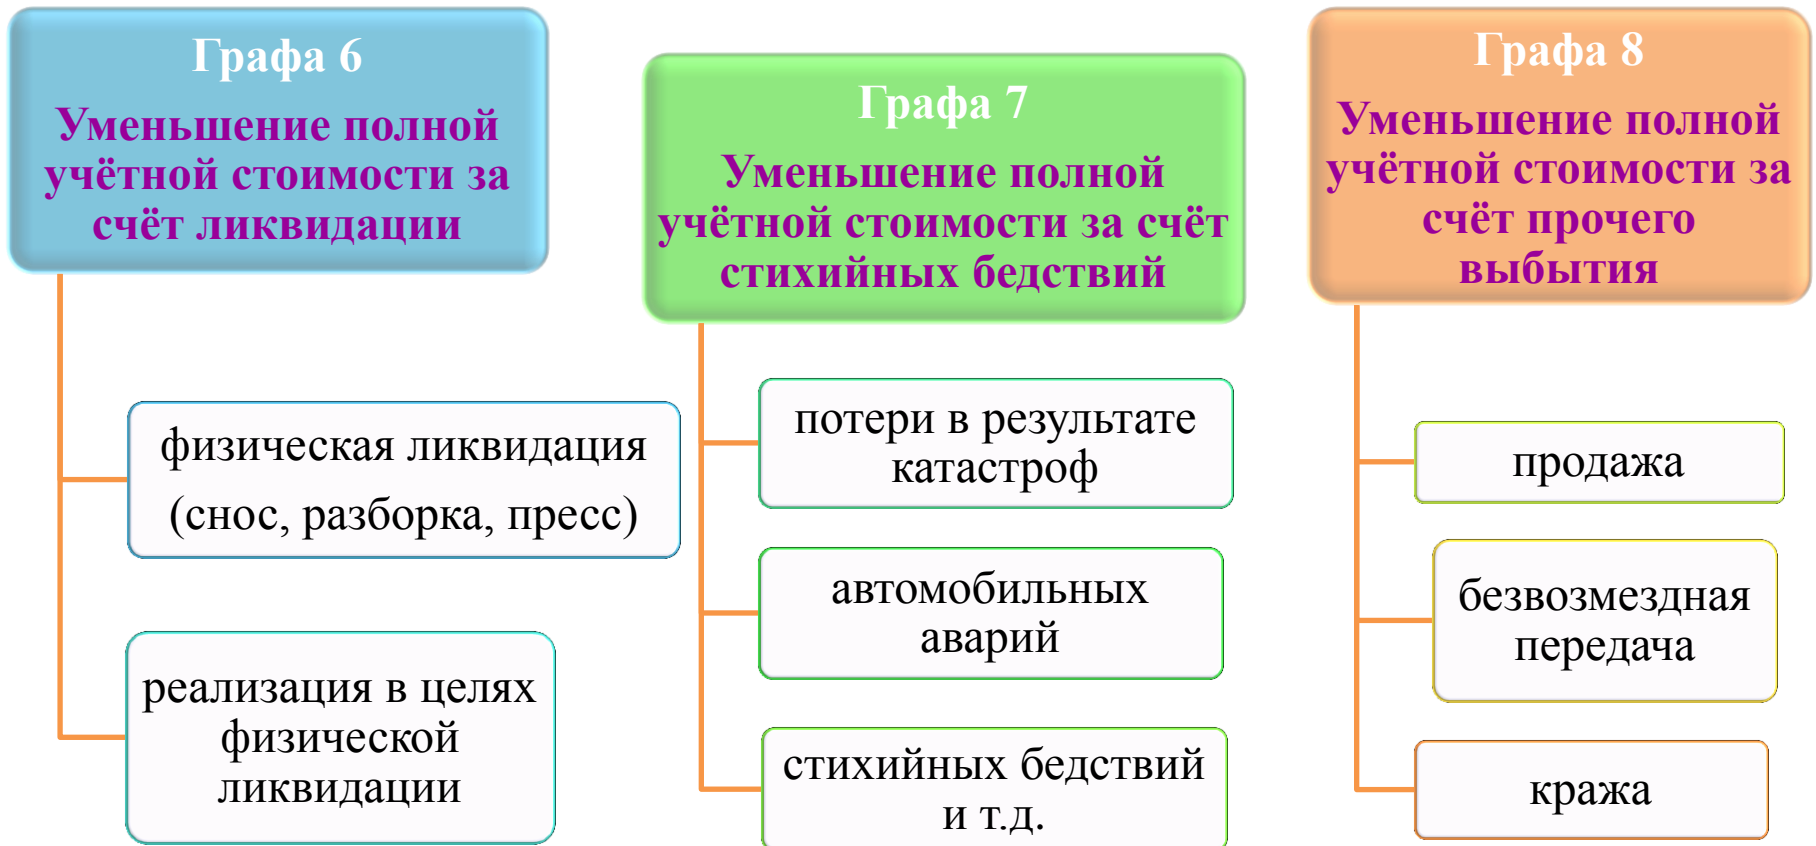 Графа 6
Уменьшение полной
учётной стоимости за
счёт ликвидации
физическая ликвидация
(снос, разборка, пресс)
реализация в целях
физической
ликвидации
Графа 7
Уменьшение полной
учётной стоимости за счёт
стихийных бедствий
потери в результате
катастроф
автомобильных
аварий
стихийных бедствий
и т.д.
Графа 8
Уменьшение полной
учётной стоимости за
счёт прочего
выбытия
продажа
безвозмездная
передача
кража